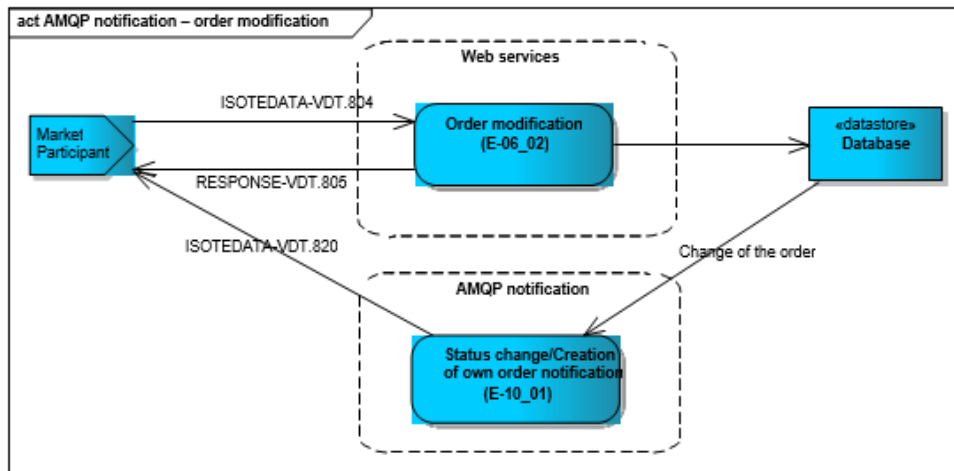 act AMQP notification – order modification
Web services
ISOTEDATA-VDT.804
Market
Participant
Order modification
(E-06_02)
«datastore»
Database
RESPONSE-VDT.805
ISOTEDATA-VDT.820
Change of the order
AMQP notification
Status change/Creation
of own order notification
(E-10_01)